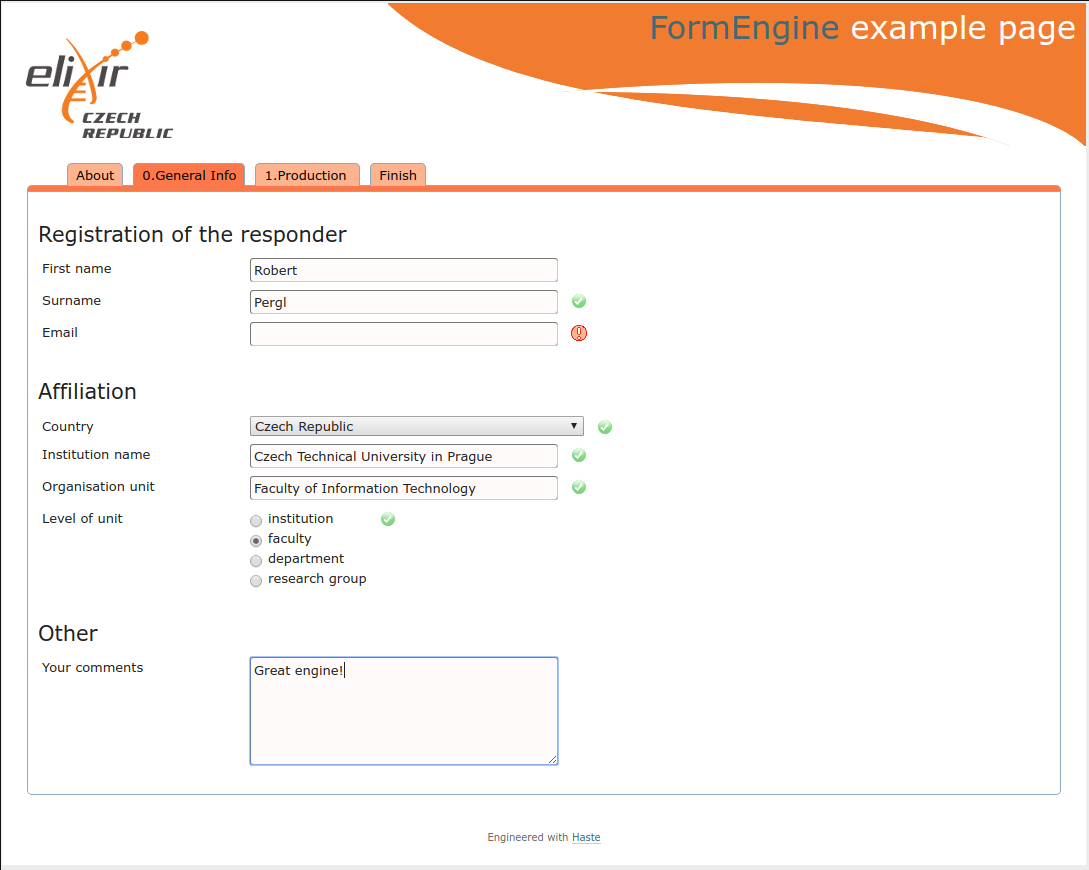 FormEngine example page
elixir
CZECH
REPUBLIC
About 0.General Info 1.Production Finish
Registration of the responder
First name Robert
Surname Pergl
Email
Affiliation
Country Czech Republic
Institution name Czech Technical University in Prague
Organisation unit Faculty of Information Technology
Level of unit institution
faculty
department
research group
Other
Your comments Great engine!
Engineered with Haste